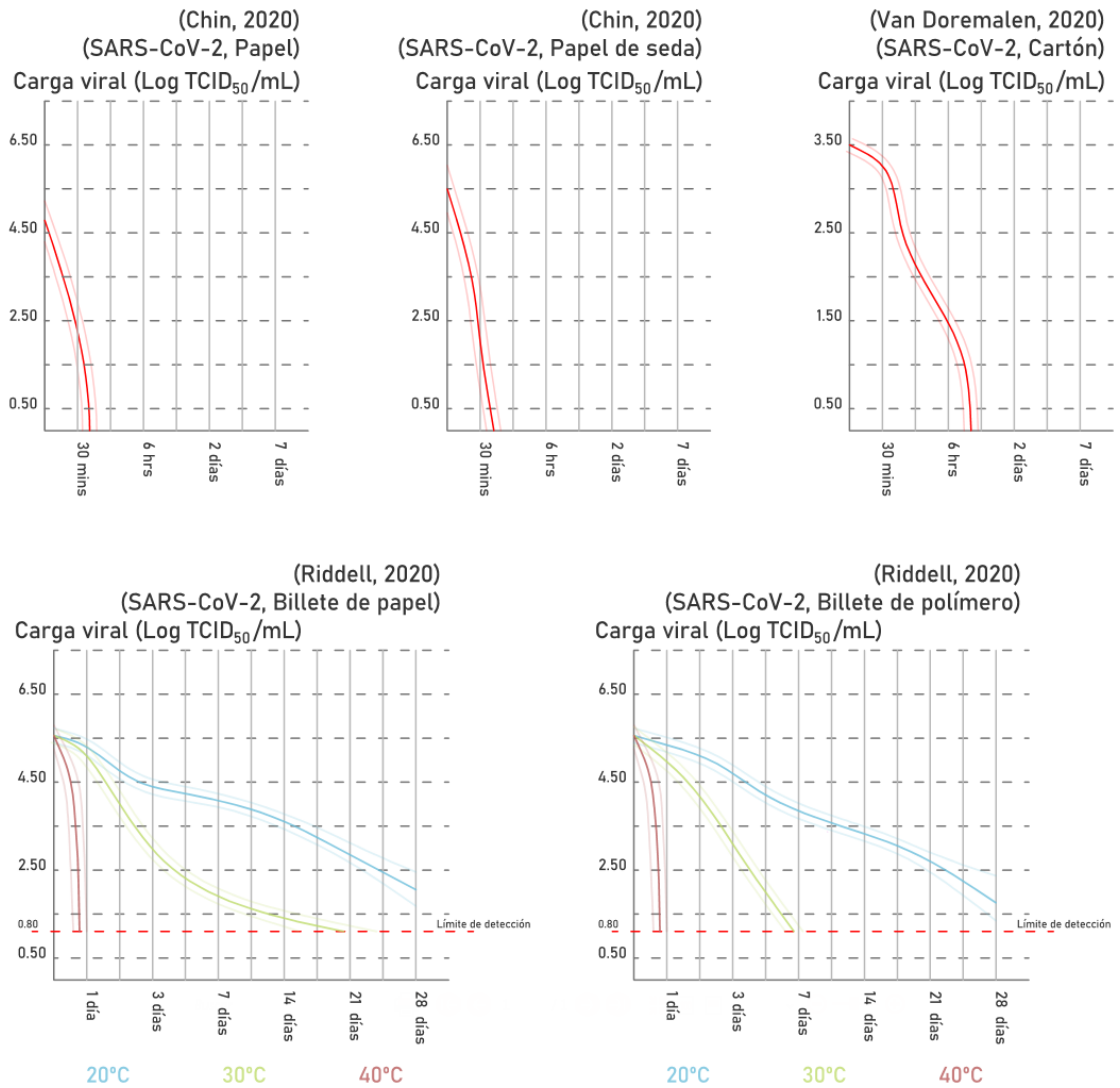 (Chin, 2020)
(SARS-CoV-2, Papel)
Carga viral (Log TCID₅₀/mL)
6.50
4.50
2.50
0.50
30 mins
6 hrs
2 días
7 días
(Chin, 2020)
(SARS-CoV-2, Papel de seda)
Carga viral (Log TCID₅₀/mL)
6.50
4.50
2.50
0.50
30 mins
6 hrs
2 días
7 días
(Van Doremalen, 2020)
(SARS-CoV-2, Cartón)
Carga viral (Log TCID₅₀/mL)
3.50
2.50
1.50
0.50
30 mins
6 hrs
2 días
7 días
(Riddell, 2020)
(SARS-CoV-2, Billete de papel)
Carga viral (Log TCID₅₀/mL)
6.50
4.50
2.50
0.80
Límite de detección
0.50
1 día
3 días
7 días
14 días
21 días
28 días
20°C 30°C 40°C
(Riddell, 2020)
(SARS-CoV-2, Billete de polímero)
Carga viral (Log TCID₅₀/mL)
6.50
4.50
2.50
0.80
Límite de detección
0.50
1 día
3 días
7 días
14 días
21 días
28 días
20°C 30°C 40°C